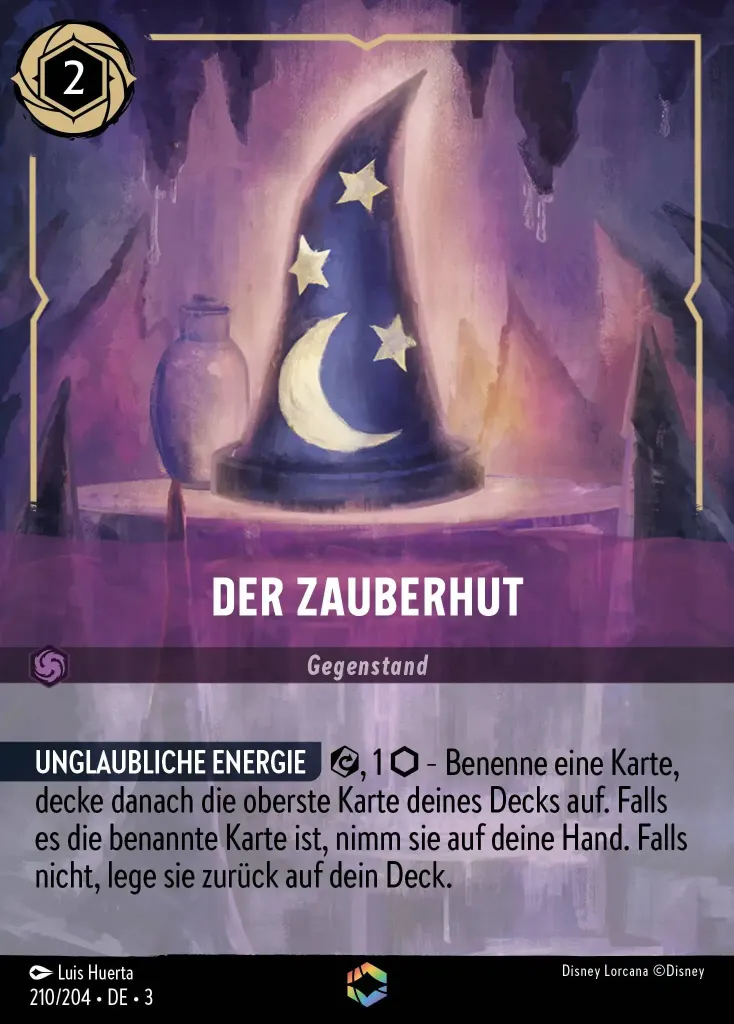 2
DER ZAUBERHUT
Gegenstand
UNGLAUBLICHE ENERGIE , 1 – Benenne eine Karte,
decke danach die oberste Karte deines Decks auf. Falls
es die benannte Karte ist, nimm sie auf deine Hand. Falls
nicht, lege sie zurück auf dein Deck.
Luis Huerta
Disney Lorcana ©Disney
210/204 • DE • 3